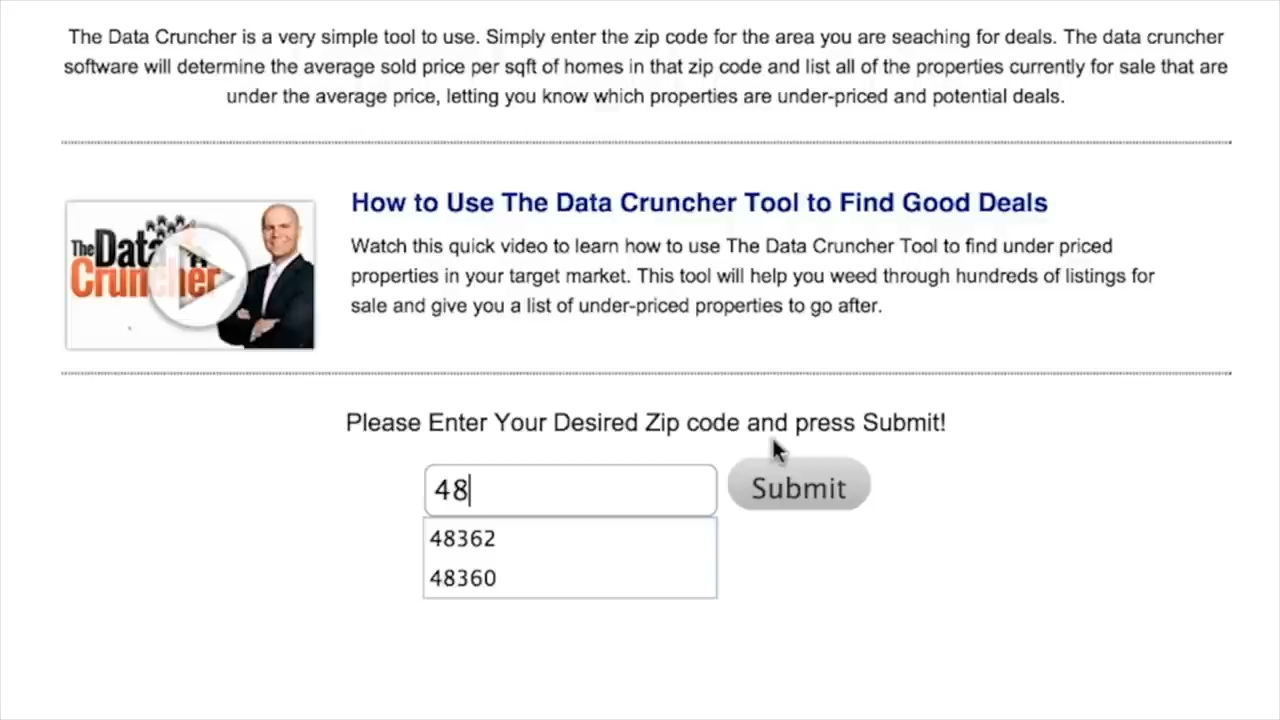 The Data Cruncher is a very simple tool to use. Simply enter the zip code for the area you are seaching for deals. The data cruncher
software will determine the average sold price per sqft of homes in that zip code and list all of the properties currently for sale that are
under the average price, letting you know which properties are under-priced and potential deals.
The Data
Cruncher
How to Use The Data Cruncher Tool to Find Good Deals
Watch this quick video to learn how to use The Data Cruncher Tool to find under priced
properties in your target market. This tool will help you weed through hundreds of listings for
sale and give you a list of under-priced properties to go after.
Please Enter Your Desired Zip code and press Submit!
48
Submit
48362
48360